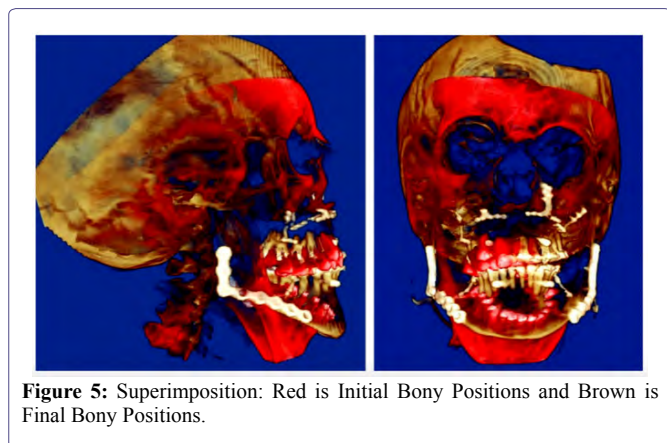 Figure 5: Superimposition: Red is Initial Bony Positions and Brown is
Final Bony Positions.